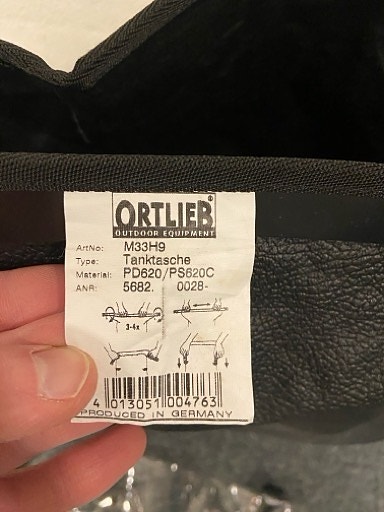 ORTLIEB®
OUTDOOR EQUIPMENT
ArtNo: M33H9
Type: Tanktasche
Material: PD620/PS620C
ANR: 5682. 0028-
3-4x
4 013051 004763
PRODUCED IN GERMANY